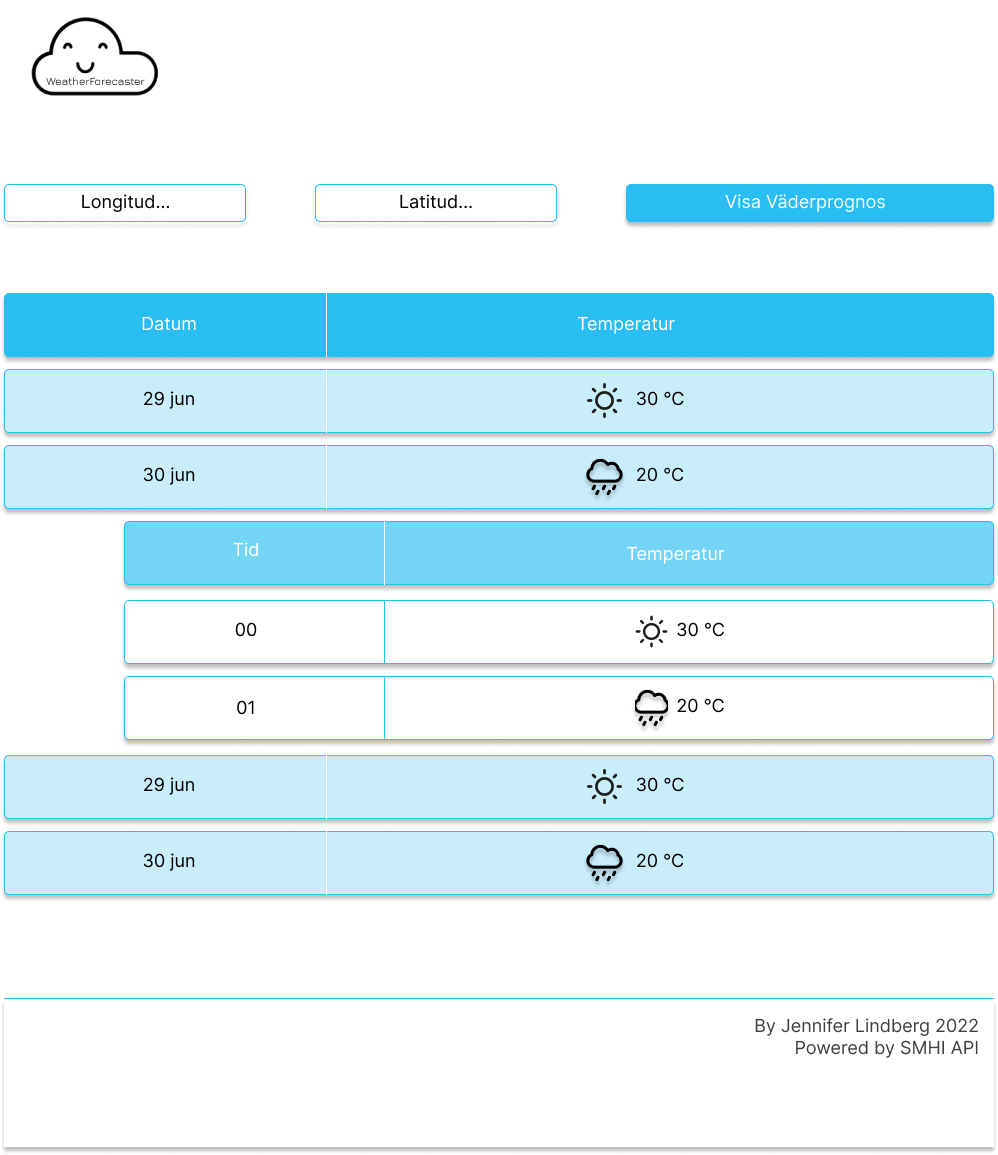 WeatherForecaster
Longitud... Latitud... Visa Väderprognos
Datum Temperatur
29 jun 30 °C
30 jun 20 °C
Tid Temperatur
00 30 °C
01 20 °C
29 jun 30 °C
30 jun 20 °C
By Jennifer Lindberg 2022
Powered by SMHI API